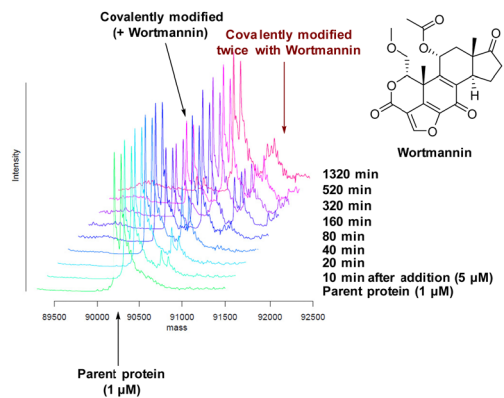 Covalently modified
(+ Wortmannin)
Covalently modified
twice with Wortmannin
O
O
O
O
H
O
O
O
O
Wortmannin
Intensity
1320 min
520 min
320 min
160 min
80 min
40 min
20 min
10 min after addition (5 µM)
Parent protein (1 µM)
89500 90000 90500 91000 91500 92000 92500
mass
Parent protein
(1 µM)